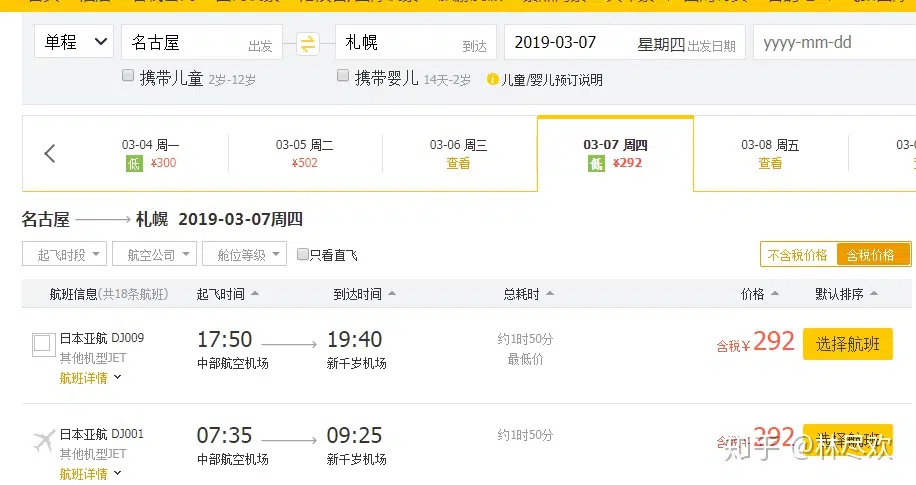 单程 名古屋 出发 札幌 到达 2019-03-07 星期四 出发日期 yyyy-mm-dd
携带儿童 2岁-12岁 携带婴儿 14天-2岁 儿童/婴儿预订说明
03-04 周一 03-05 周二 03-06 周三 03-07 周四 03-08 周五
低 ¥300 ¥502 查看 低 ¥292 查看
名古屋 札幌 2019-03-07周四
起飞时段 航空公司 舱位等级 只看直飞 不含税价格 含税价格
航班信息(共18条航班) 起飞时间 到达时间 总耗时 价格 默认排序
日本亚航 DJ009 17:50 19:40 约1时50分 含税¥292 选择航班
其他机型JET 中部航空机场 新千岁机场 最低价
航班详情
日本亚航 DJ001 07:35 09:25 约1时50分 含税¥292 选择航班
其他机型JET 中部航空机场 新千岁机场
航班详情
知乎 @林尽欢